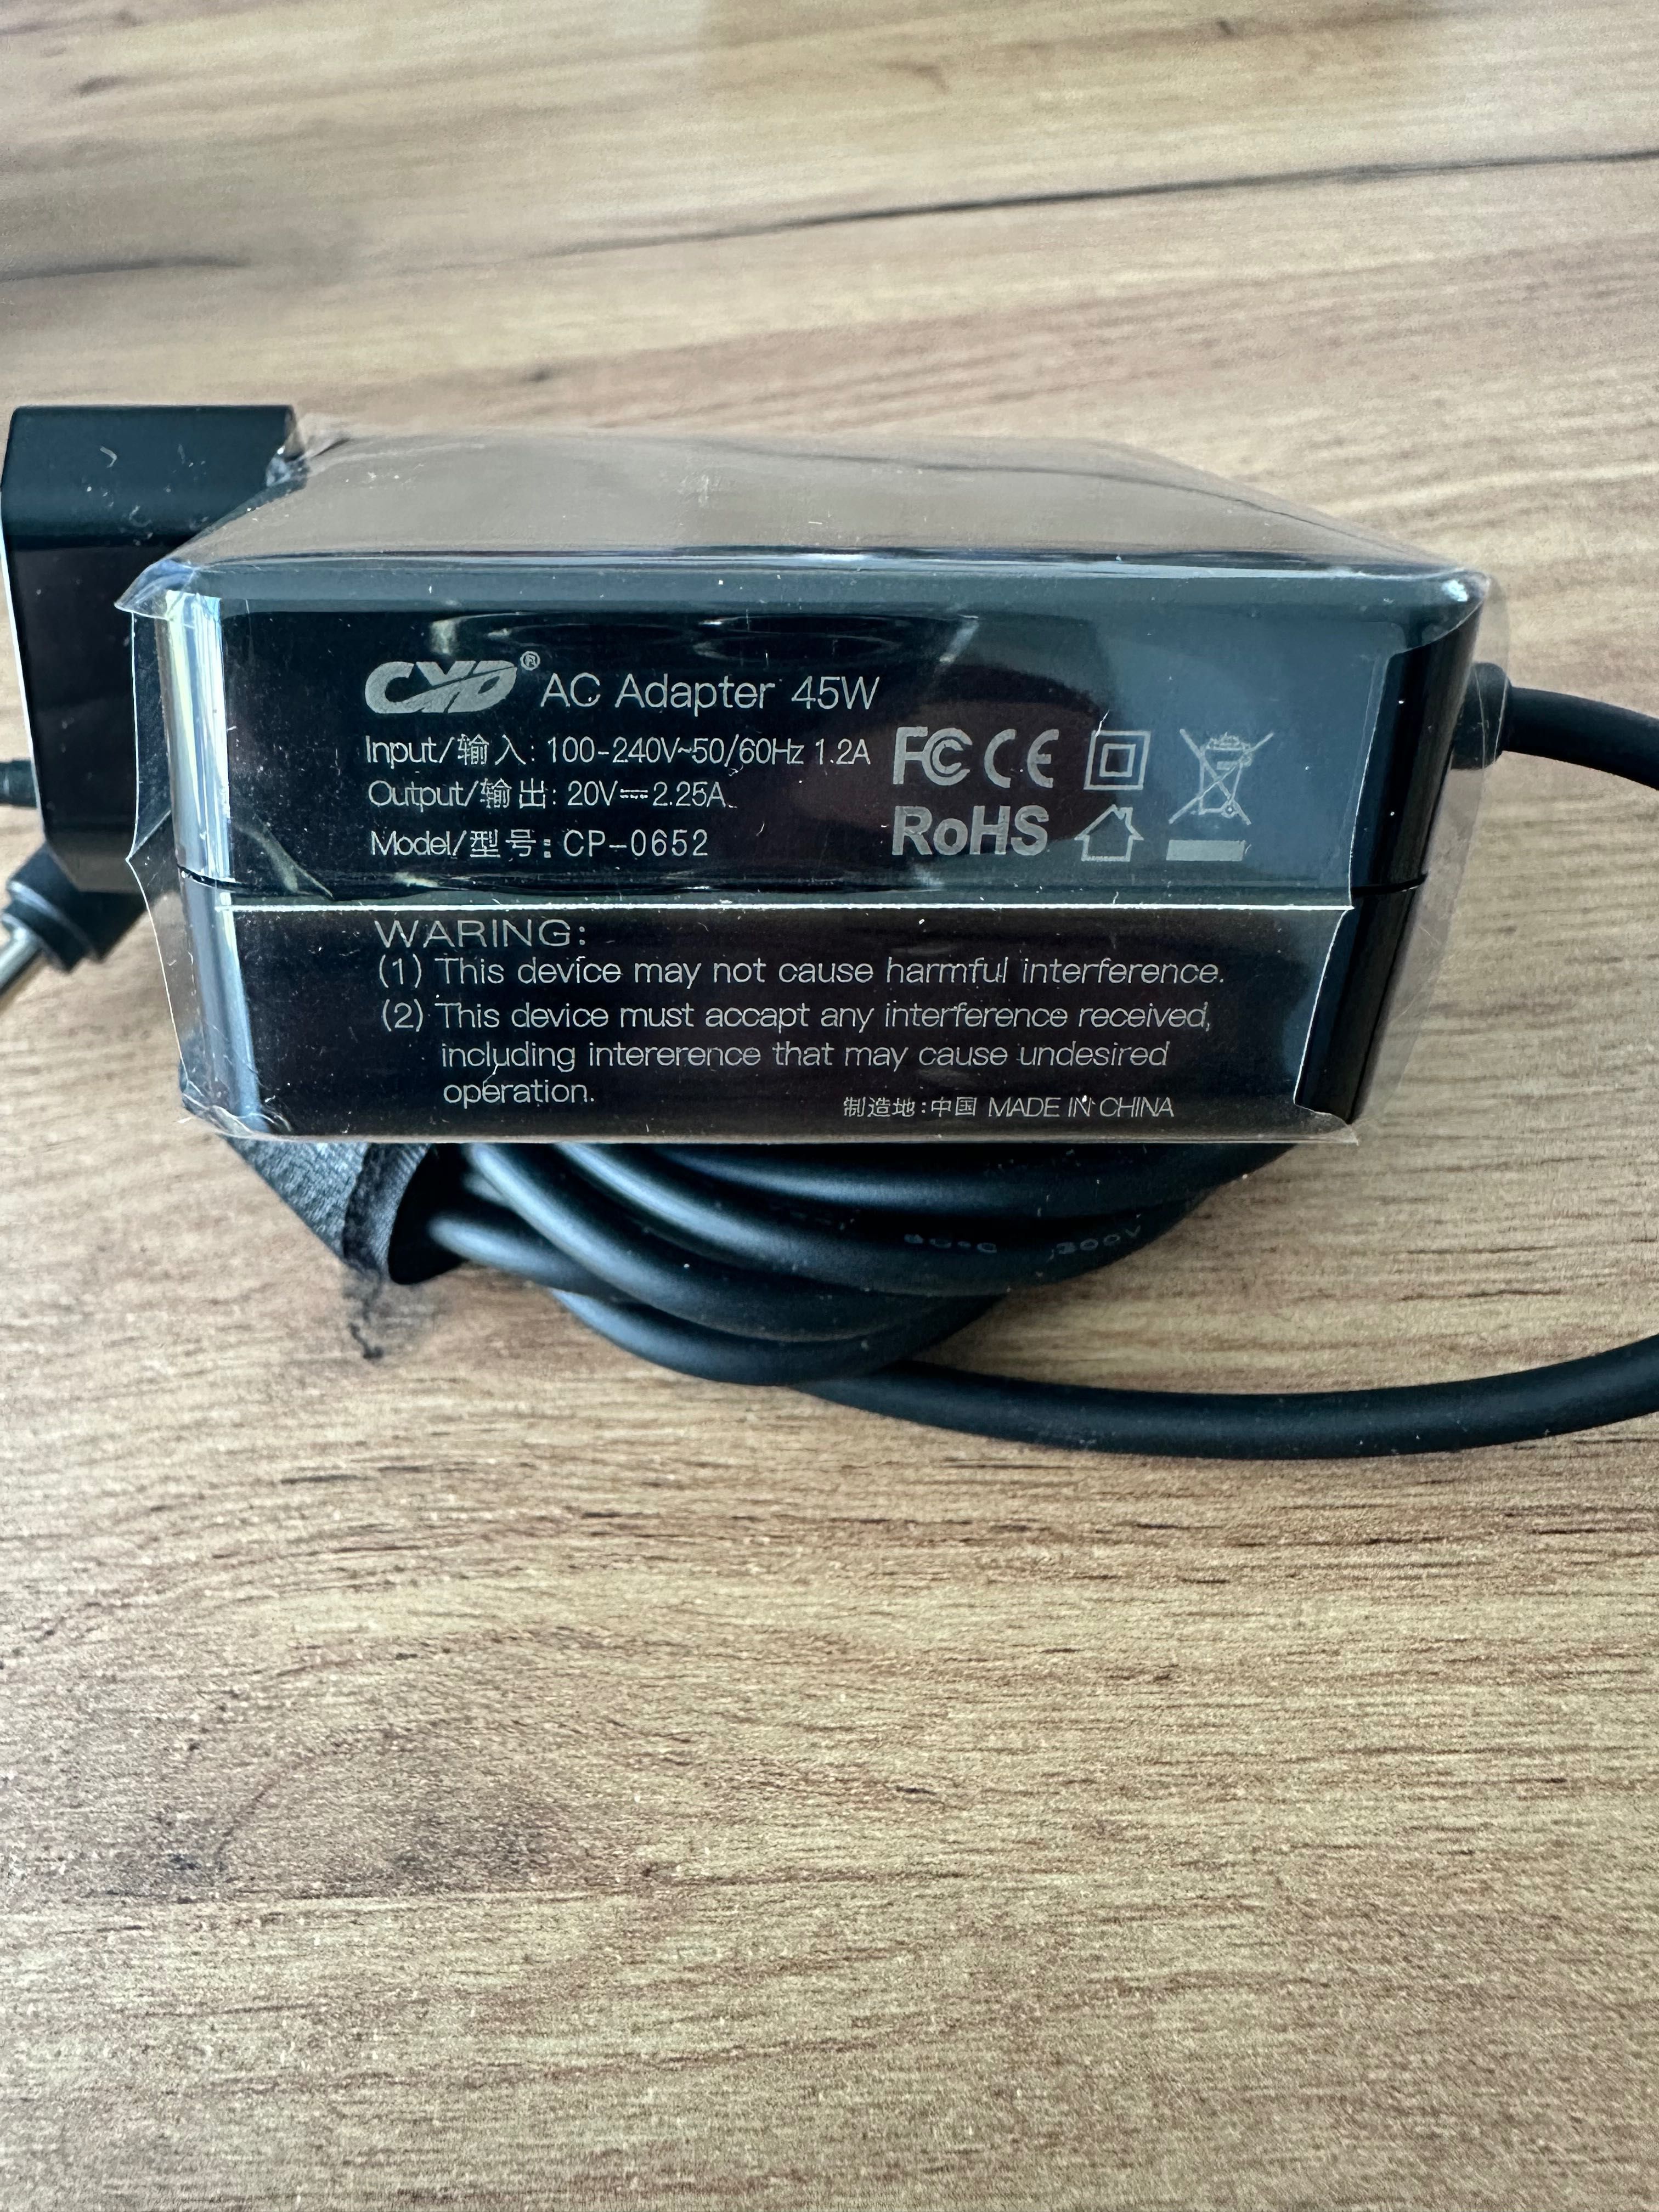 CYD® AC Adapter 45W
Input/输入: 100-240V~50/60Hz 1.2A
Output/输出: 20V⎓2.25A
Model/型号: CP-0652
FC CE
RoHS
WARING:
(1) This device may not cause harmful interference.
(2) This device must accapt any interference received,
including intererence that may cause undesired
operation.
制造地:中国 MADE IN CHINA
80°C 300V